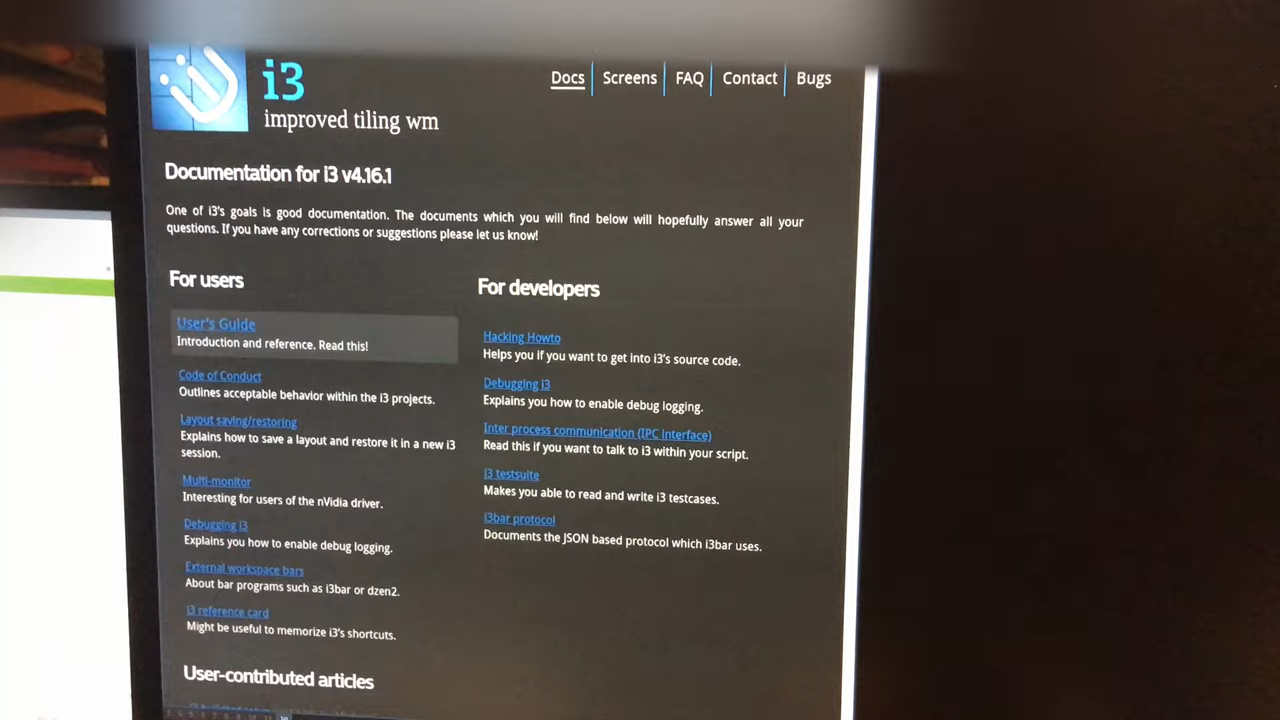 i3
improved tiling wm
Docs
Screens
FAQ
Contact
Bugs
Documentation for i3 v4.16.1
One of i3's goals is good documentation. The documents which you will find below will hopefully answer all your
questions. If you have any corrections or suggestions please let us know!
For users
User's Guide
Introduction and reference. Read this!
Code of Conduct
Outlines acceptable behavior within the i3 projects.
Layout saving/restoring
Explains how to save a layout and restore it in a new i3
session.
Multi-monitor
Interesting for users of the nVidia driver.
Debugging i3
Explains you how to enable debug logging.
External workspace bars
About bar programs such as i3bar or dzen2.
i3 reference card
Might be useful to memorize i3's shortcuts.
For developers
Hacking Howto
Helps you if you want to get into i3's source code.
Debugging i3
Explains you how to enable debug logging.
Inter process communication (IPC interface)
Read this if you want to talk to i3 within your script.
i3 testsuite
Makes you able to read and write i3 testcases.
i3bar protocol
Documents the JSON based protocol which i3bar uses.
User-contributed articles